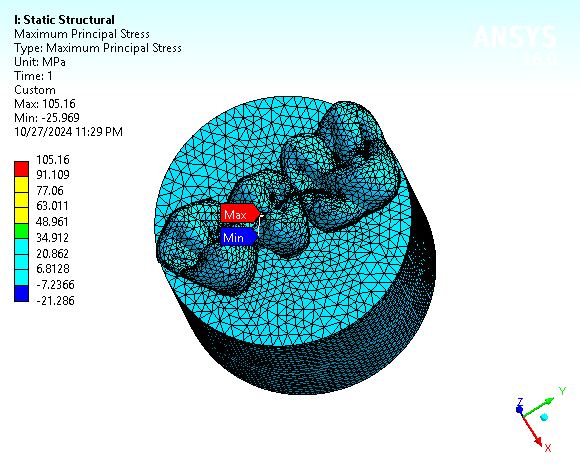 I: Static Structural
Maximum Principal Stress
Type: Maximum Principal Stress
Unit: MPa
Time: 1
Custom
Max: 105.16
Min: -25.969
10/27/2024 11:29 PM
ANSYS
105.16
91.109
77.06
63.011
48.961
34.912
20.862
6.8128
-7.2366
-21.286
Max
Min
Z
Y
X